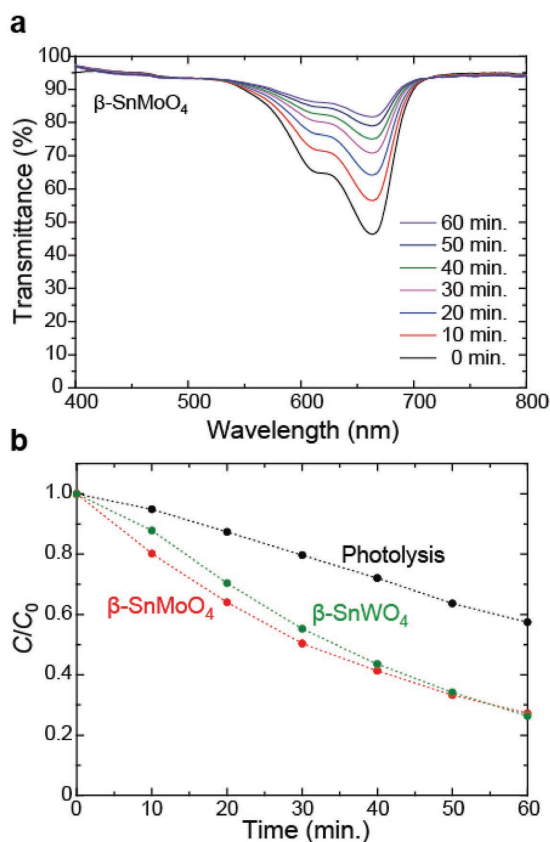 a
100
90
80
70
60
50
40
30
20
10
0
Transmittance (%)
β-SnMoO₄
60 min.
50 min.
40 min.
30 min.
20 min.
10 min.
0 min.
400 500 600 700 800
Wavelength (nm)
b
1.0
0.8
0.6
0.4
0.2
0
C/C₀
Photolysis
β-SnMoO₄
β-SnWO₄
0 10 20 30 40 50 60
Time (min.)